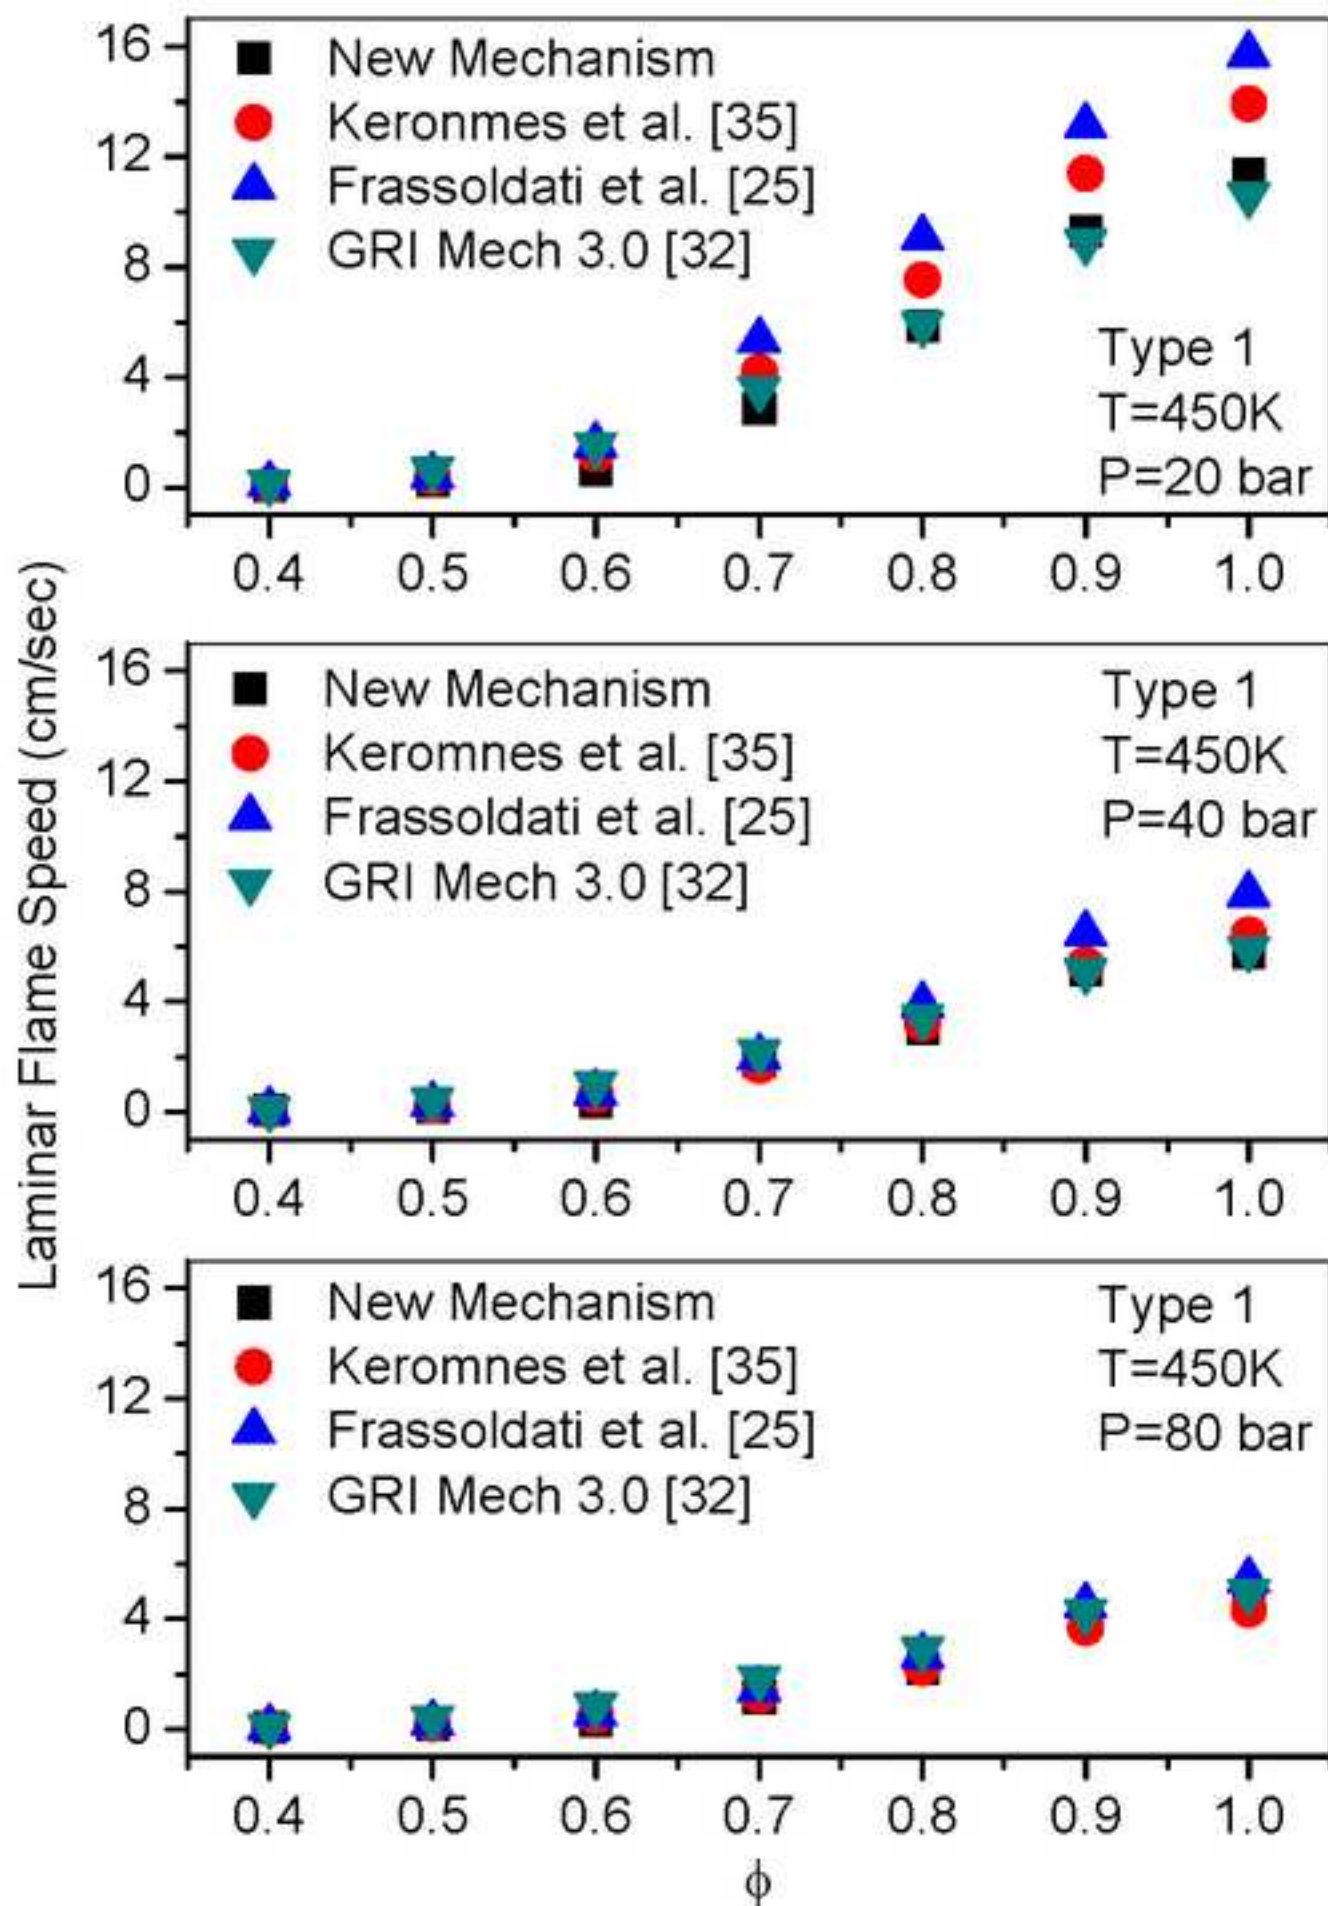 Laminar Flame Speed (cm/sec)
16
12
8
4
0
New Mechanism
Keronmes et al. [35]
Frassoldati et al. [25]
GRI Mech 3.0 [32]
Type 1
T=450K
P=20 bar
0.4 0.5 0.6 0.7 0.8 0.9 1.0
16
12
8
4
0
New Mechanism
Keromnes et al. [35]
Frassoldati et al. [25]
GRI Mech 3.0 [32]
Type 1
T=450K
P=40 bar
0.4 0.5 0.6 0.7 0.8 0.9 1.0
16
12
8
4
0
New Mechanism
Keromnes et al. [35]
Frassoldati et al. [25]
GRI Mech 3.0 [32]
Type 1
T=450K
P=80 bar
0.4 0.5 0.6 0.7 0.8 0.9 1.0
ϕ